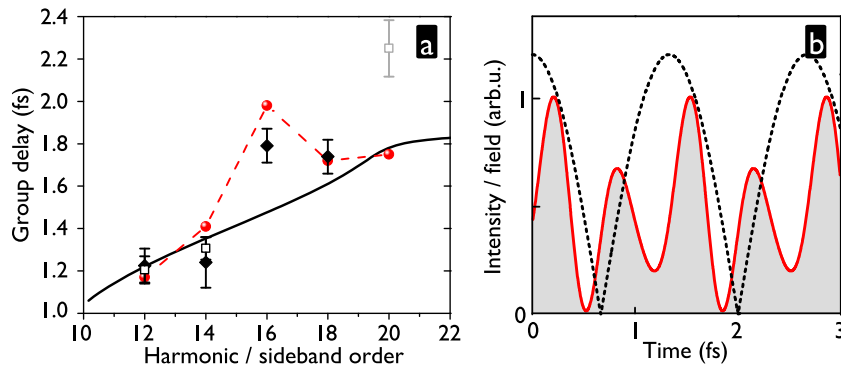 2.4
2.2
2.0
1.8
1.6
1.4
1.2
1.0
Group delay (fs)
a
10 12 14 16 18 20 22
Harmonic / sideband order
b
Intensity / field (arb.u.)
1
0
0 1 2 3
Time (fs)